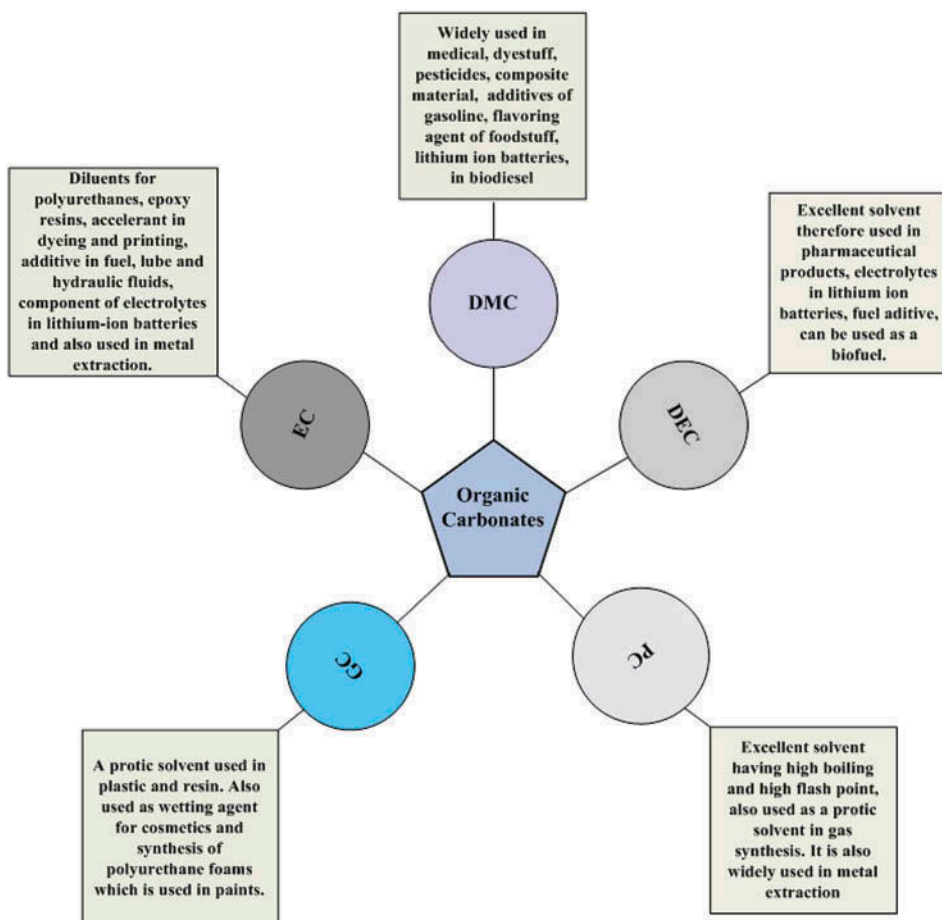 Widely used in
medical, dyestuff,
pesticides, composite
material, additives of
gasoline, flavoring
agent of foodstuff,
lithium ion batteries,
in biodiesel
Diluents for
polyurethanes, epoxy
resins, accelerant in
dyeing and printing,
additive in fuel, lube and
hydraulic fluids,
component of electrolytes
in lithium-ion batteries
and also used in metal
extraction.
Excellent solvent
therefore used in
pharmaceutical
products, electrolytes
in lithium ion
batteries, fuel aditive,
can be used as a
biofuel.
DMC
EC
DEC
Organic
Carbonates
GC
PC
A protic solvent used in
plastic and resin. Also
used as wetting agent
for cosmetics and
synthesis of
polyurethane foams
which is used in paints.
Excellent solvent
having high boiling
and high flash point,
also used as a protic
solvent in gas
synthesis. It is also
widely used in metal
extraction